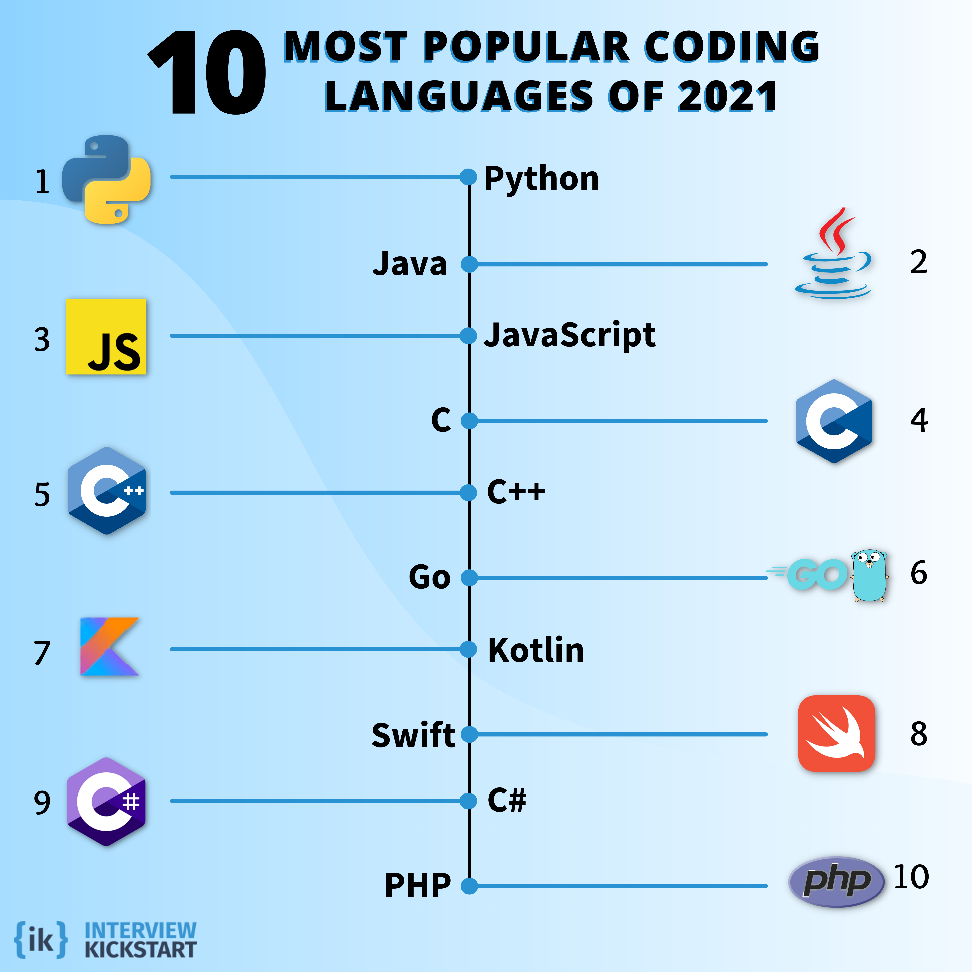 10 MOST POPULAR CODING
LANGUAGES OF 2021
1 Python
Java 2
3 JS JavaScript
C C 4
5 C++ C++
Go GO 6
7 Kotlin
Swift 8
9 C# C#
PHP php 10
{ik} INTERVIEW
KICKSTART